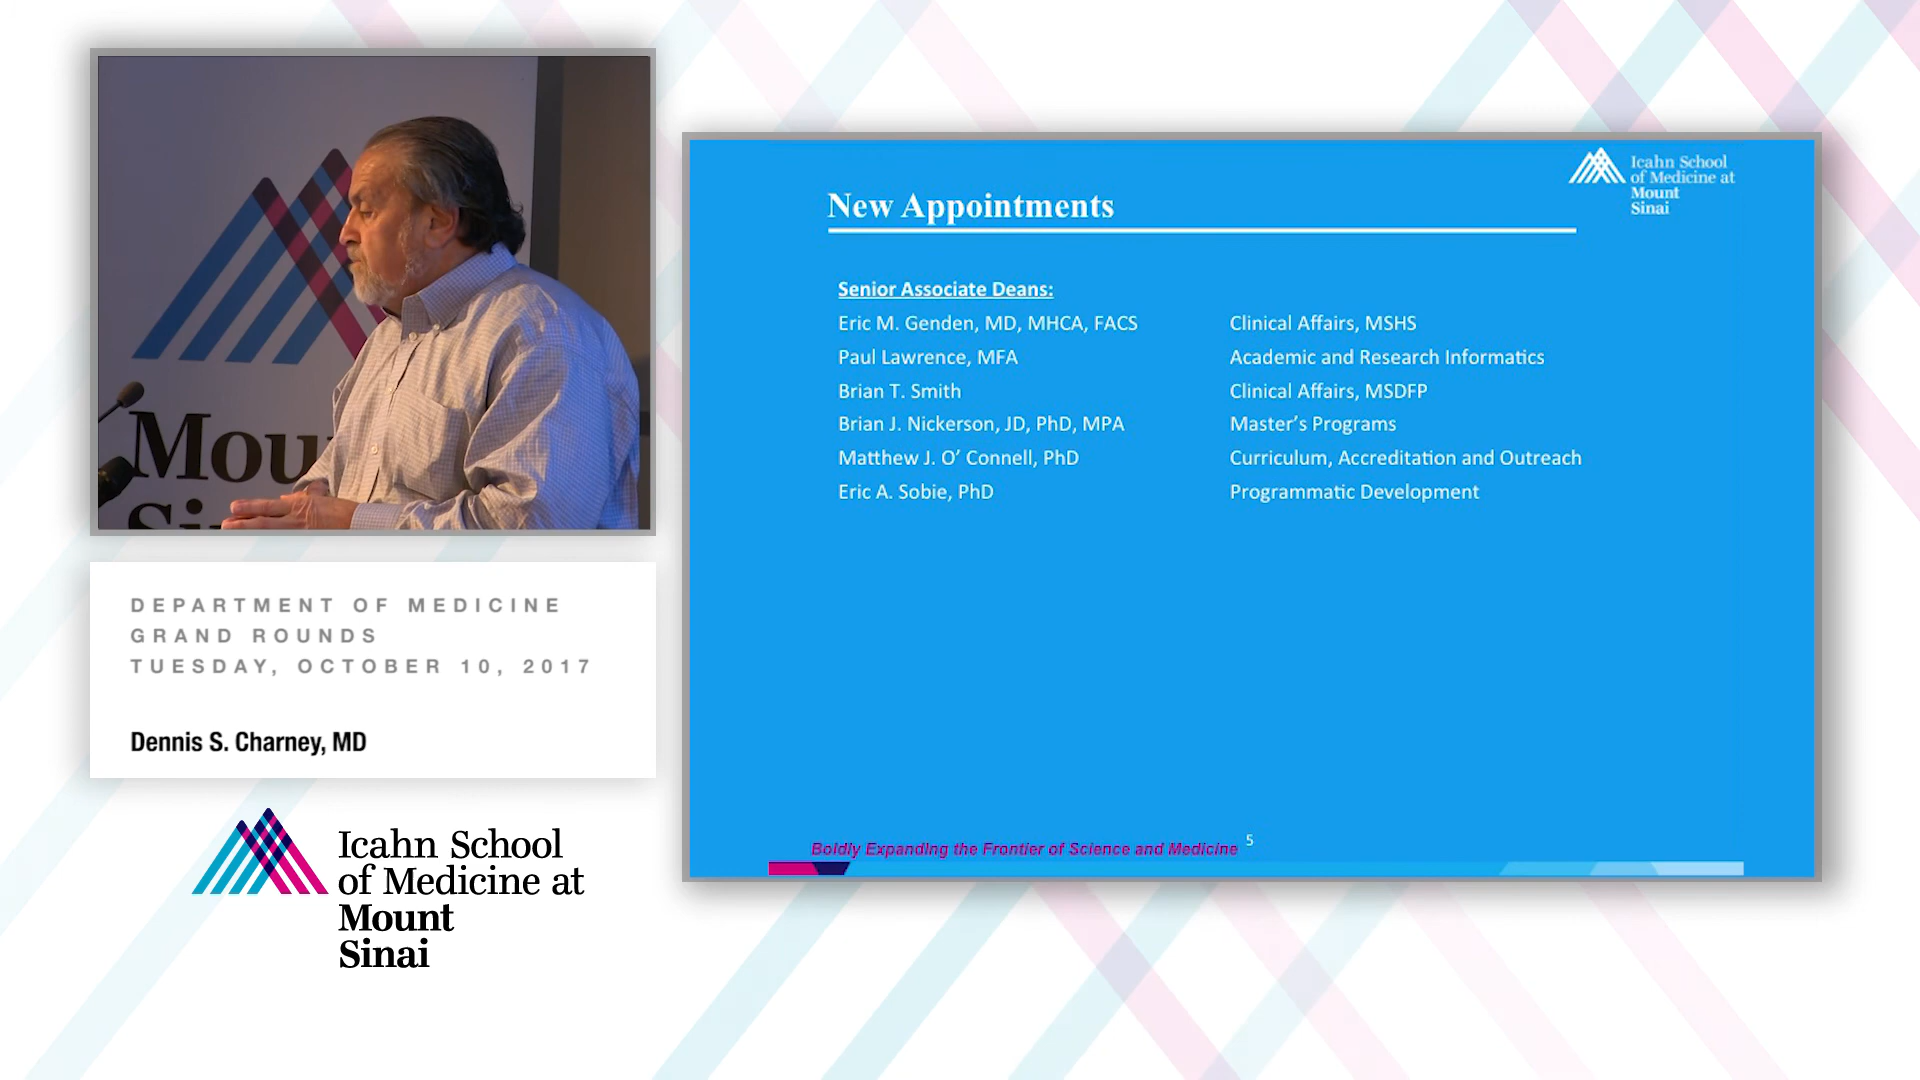 Mou
DEPARTMENT OF MEDICINE
GRAND ROUNDS
TUESDAY, OCTOBER 10, 2017
Dennis S. Charney, MD
Icahn School
of Medicine at
Mount
Sinai
Icahn School
of Medicine at
Mount
Sinai
New Appointments
Senior Associate Deans:
Eric M. Genden, MD, MHCA, FACS Clinical Affairs, MSHS
Paul Lawrence, MFA Academic and Research Informatics
Brian T. Smith Clinical Affairs, MSDFP
Brian J. Nickerson, JD, PhD, MPA Master’s Programs
Matthew J. O’ Connell, PhD Curriculum, Accreditation and Outreach
Eric A. Sobie, PhD Programmatic Development
Boldly Expanding the Frontier of Science and Medicine 5